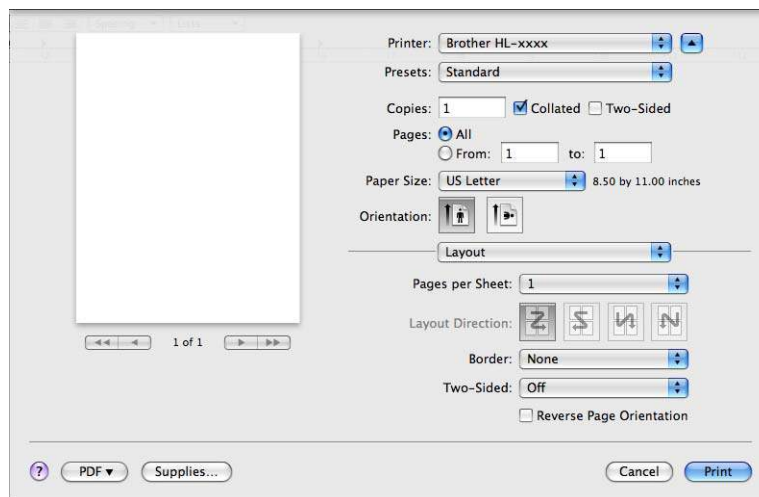 Printer: Brother HL-xxxx
Presets: Standard
Copies: 1 Collated Two-Sided
Pages: All
From: 1 to: 1
Paper Size: US Letter 8.50 by 11.00 inches
Orientation:
Layout
Pages per Sheet: 1
Layout Direction:
1 of 1
Border: None
Two-Sided: Off
Reverse Page Orientation
? PDF Supplies... Cancel Print